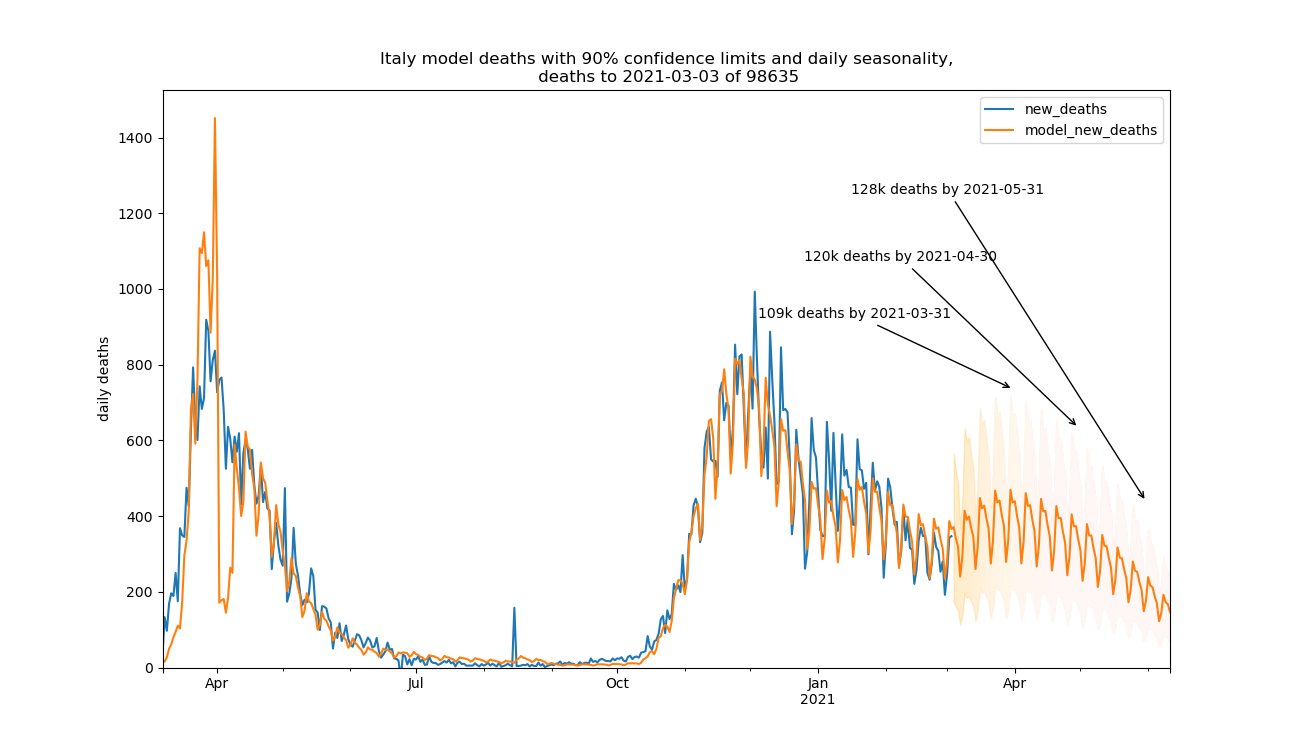 Italy model deaths with 90% confidence limits and daily seasonality,
deaths to 2021-03-03 of 98635
new_deaths
model_new_deaths
128k deaths by 2021-05-31
120k deaths by 2021-04-30
109k deaths by 2021-03-31
daily deaths
1400
1200
1000
800
600
400
200
0
Apr
Jul
Oct
Jan
2021
Apr